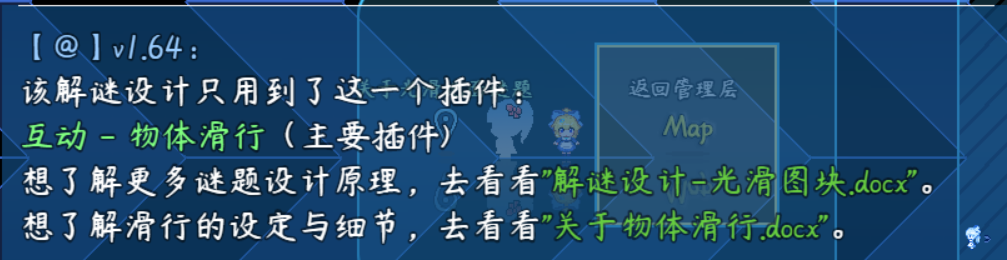 【@】v1.64：
该解谜设计只用到了这一个插件：
互动 - 物体滑行（主要插件）
想了解更多谜题设计原理，去看看"解谜设计-光滑图块.docx"。
想了解滑行的设定与细节，去看看"关于物体滑行.docx"。
返回管理层
Map